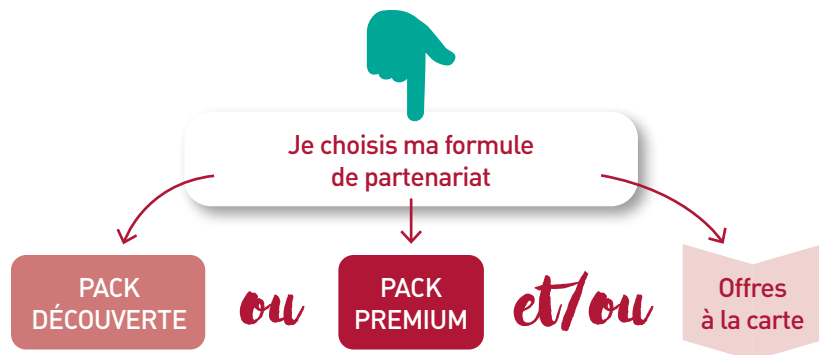 Je choisis ma formule
de partenariat
PACK
DÉCOUVERTE
ou
PACK
PREMIUM
et/ou
Offres
à la carte